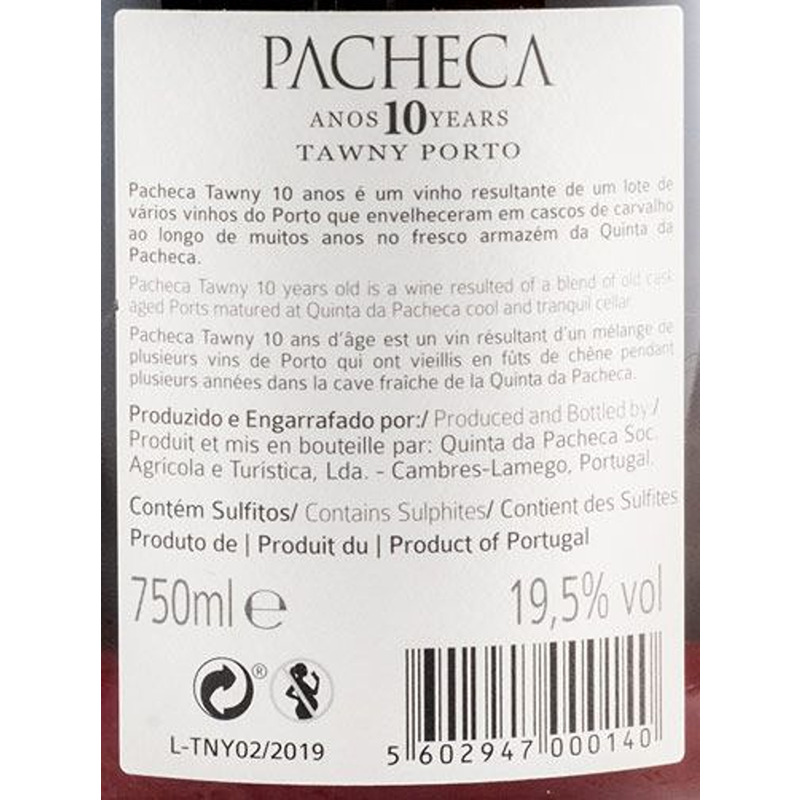 PACHECA
ANOS 10 YEARS
TAWNY PORTO
Pacheca Tawny 10 anos é um vinho resultante de um lote de
vários vinhos do Porto que envelheceram em cascos de carvalho
ao longo de muitos anos no fresco armazém da Quinta da
Pacheca.
Pacheca Tawny 10 years old is a wine resulted of a blend of old cask
aged Ports matured at Quinta da Pacheca cool and tranquil cellar.
Pacheca Tawny 10 ans d'âge est un vin résultant d'un mélange de
plusieurs vins de Porto qui ont vieillis en fûts de chêne pendant
plusieurs années dans la cave fraîche de la Quinta da Pacheca.
Produzido e Engarrafado por:/ Produced and Bottled by:/
Produit et mis en bouteille par: Quinta da Pacheca Soc.
Agrícola e Turística, Lda. - Cambres-Lamego, Portugal.
Contém Sulfitos/ Contains Sulphites/ Contient des Sulfites
Produto de | Produit du | Product of Portugal
750ml ℮ 19,5% vol
®
L-TNY02/2019
5 602947 000140